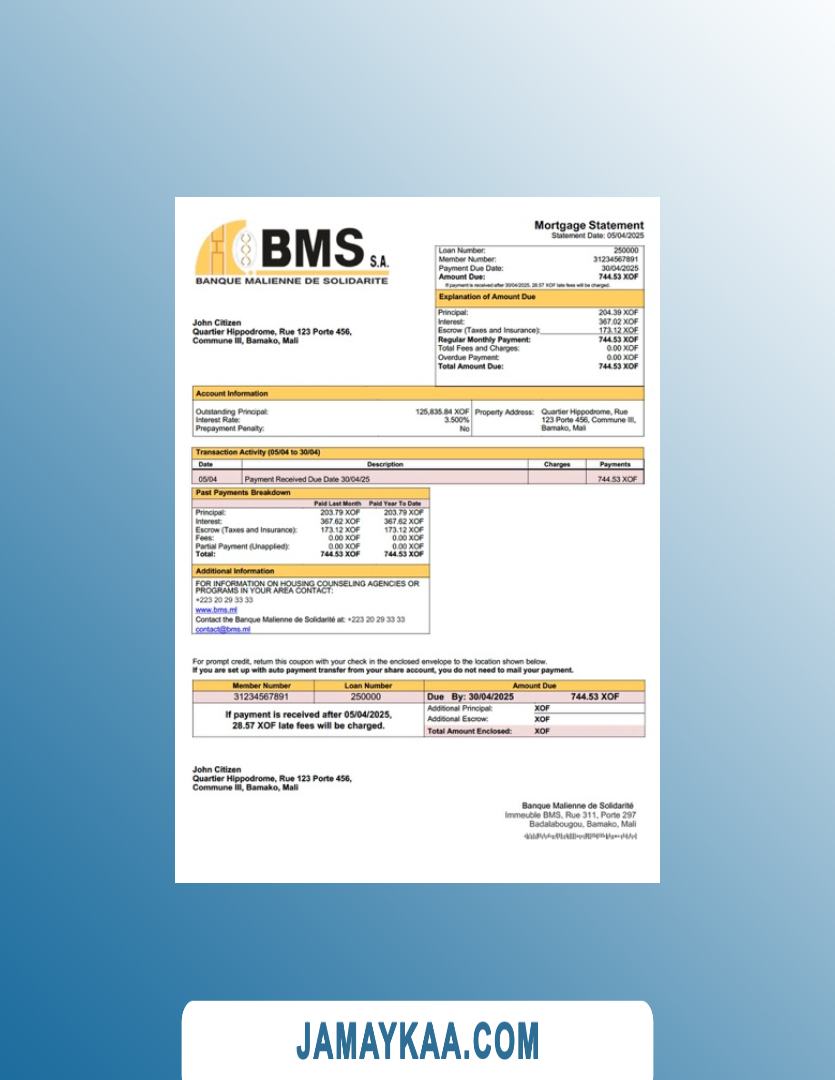 BMS S.A.
BANQUE MALIENNE DE SOLIDARITE
Mortgage Statement
Statement Date: 05/04/2025
Loan Number: 250000
Member Number: 31234567891
Payment Due Date: 30/04/2025
Amount Due: 744.53 XOF
If payment is received after 30/04/2025, 28.57 XOF late fees will be charged.
Explanation of Amount Due
Principal: 204.39 XOF
Interest: 367.02 XOF
Escrow (Taxes and Insurance): 173.12 XOF
Regular Monthly Payment: 744.53 XOF
Total Fees and Charges: 0.00 XOF
Overdue Payment: 0.00 XOF
Total Amount Due: 744.53 XOF
John Citizen
Quartier Hippodrome, Rue 123 Porte 456,
Commune III, Bamako, Mali
Account Information
Outstanding Principal: 125,835.84 XOF
Interest Rate: 3.500%
Prepayment Penalty: No
Property Address: Quartier Hippodrome, Rue
123 Porte 456, Commune III,
Bamako, Mali
Transaction Activity (05/04 to 30/04)
Date Description Charges Payments
05/04 Payment Received Due Date 30/04/25 744.53 XOF
Past Payments Breakdown
Paid Last Month Paid Year To Date
Principal: 203.79 XOF 203.79 XOF
Interest: 367.62 XOF 367.62 XOF
Escrow (Taxes and Insurance): 173.12 XOF 173.12 XOF
Fees: 0.00 XOF 0.00 XOF
Partial Payment (Unapplied): 0.00 XOF 0.00 XOF
Total: 744.53 XOF 744.53 XOF
Additional Information
FOR INFORMATION ON HOUSING COUNSELING AGENCIES OR
PROGRAMS IN YOUR AREA CONTACT:
+223 20 29 33 33
www.bms.ml
Contact the Banque Malienne de Solidarité at: +223 20 29 33 33
contact@bms.ml
For prompt credit, return this coupon with your check in the enclosed envelope to the location shown below.
If you are set up with auto payment transfer from your share account, you do not need to mail your payment.
Member Number Loan Number Amount Due
31234567891 250000 Due By: 30/04/2025 744.53 XOF
If payment is received after 05/04/2025,
28.57 XOF late fees will be charged.
Additional Principal: XOF
Additional Escrow: XOF
Total Amount Enclosed: XOF
John Citizen
Quartier Hippodrome, Rue 123 Porte 456,
Commune III, Bamako, Mali
Banque Malienne de Solidarité
Immeuble BMS, Rue 311, Porte 297
Badalabougou, Bamako, Mali
JAMAYKAA.COM